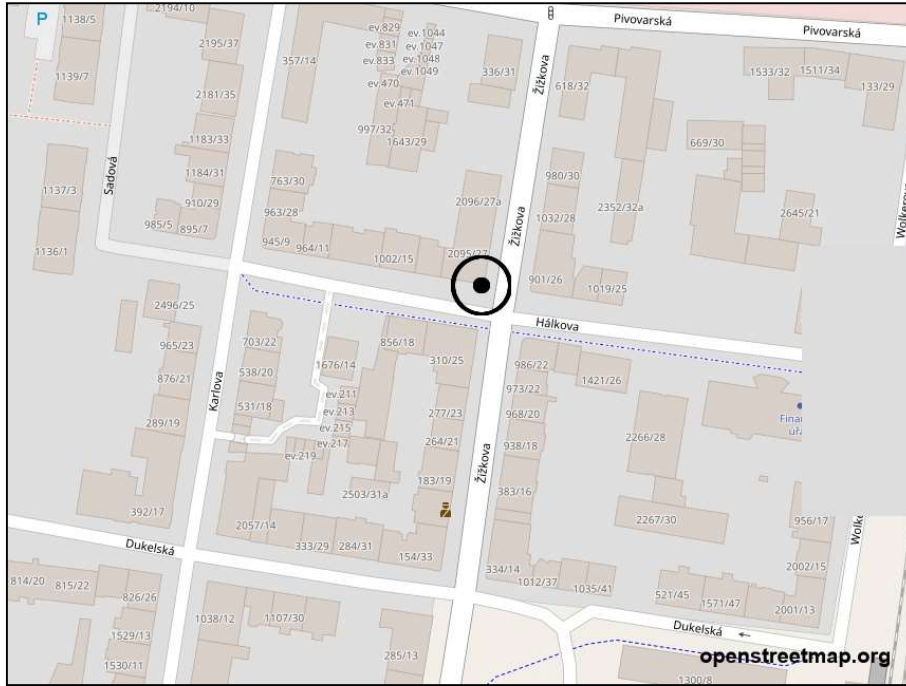 P
1138/5
2194/10
2195/37
1139/7
2181/35
1183/33
1184/31
910/29
985/5
895/7
Sadová
1137/3
1136/1
357/14
ev.829
ev.831
ev.833
ev.470
ev.471
ev.1044
ev.1047
ev.1048
ev.1049
997/32
1643/29
336/31
Žižkova
Pivovarská
Pivovarská
618/32
1533/32
1511/34
133/29
669/30
763/30
963/28
945/9
964/11
1002/15
2096/27a
2095/27
Žižkova
980/30
1032/28
2352/32a
2645/21
901/26
1019/25
Hálkova
2496/25
965/23
876/21
289/19
392/17
Karlova
703/22
538/20
531/18
1676/14
ev.211
ev.213
ev.215
ev.217
ev.219
856/18
310/25
277/23
264/21
183/19
2503/31a
2057/14
333/29
284/31
154/33
Žižkova
986/22
1421/26
973/22
968/20
938/18
383/16
334/14
1012/37
1035/41
2266/28
2267/30
956/17
2002/15
2001/13
521/45
1571/47
Dukelská
814/20
815/22
826/26
1529/13
1530/11
1038/12
1107/30
285/13
Dukelská
1300/8
openstreetmap.org